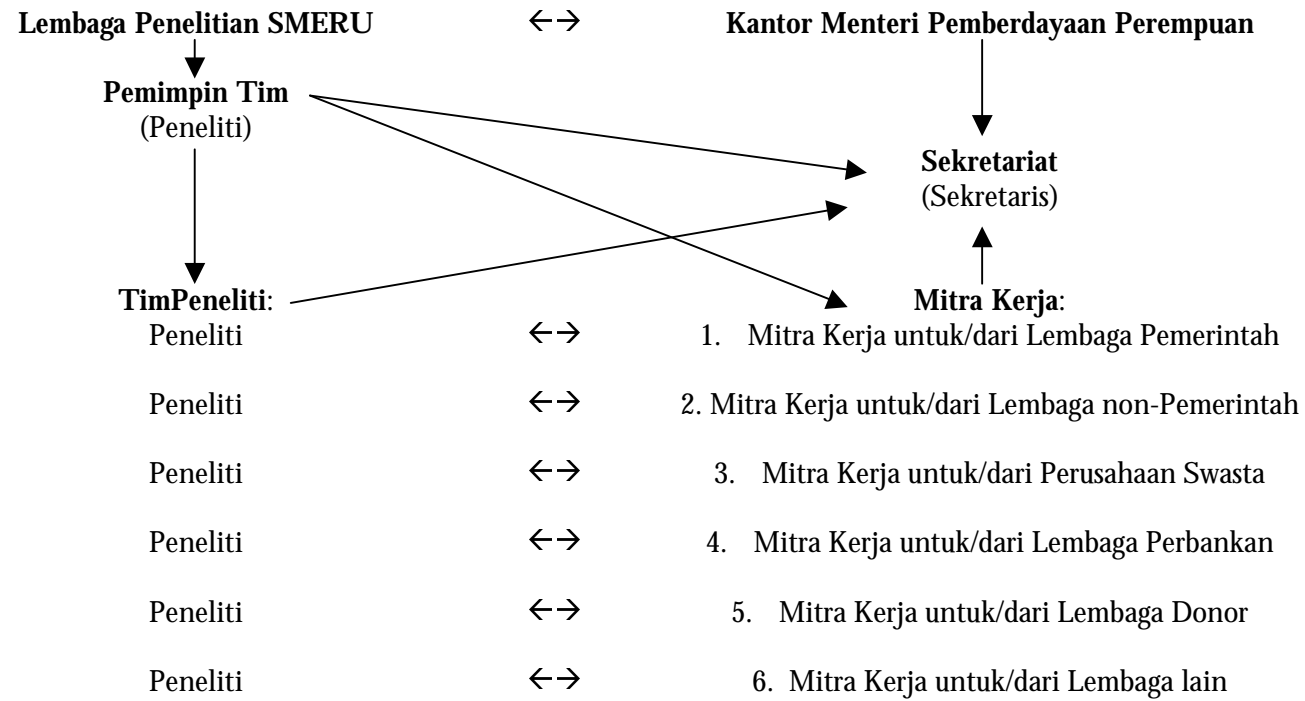 Lembaga Penelitian SMERU ←→ Kantor Menteri Pemberdayaan Perempuan
Pemimpin Tim
(Peneliti)
Sekretariat
(Sekretaris)
TimPeneliti: Mitra Kerja:
Peneliti ←→ 1. Mitra Kerja untuk/dari Lembaga Pemerintah
Peneliti ←→ 2. Mitra Kerja untuk/dari Lembaga non-Pemerintah
Peneliti ←→ 3. Mitra Kerja untuk/dari Perusahaan Swasta
Peneliti ←→ 4. Mitra Kerja untuk/dari Lembaga Perbankan
Peneliti ←→ 5. Mitra Kerja untuk/dari Lembaga Donor
Peneliti ←→ 6. Mitra Kerja untuk/dari Lembaga lain